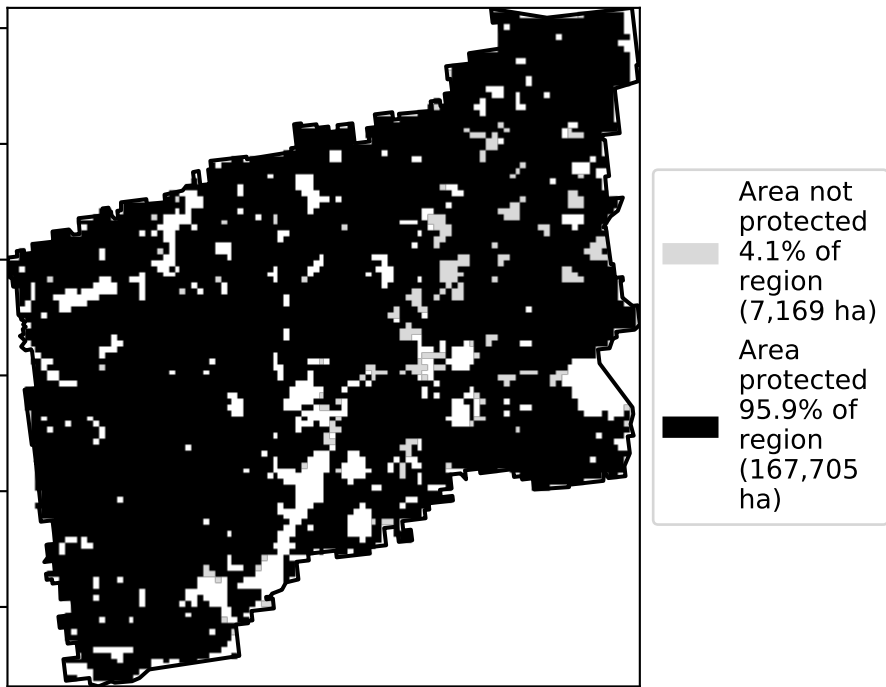 Area not
protected
4.1% of
region
(7,169 ha)
Area
protected
95.9% of
region
(167,705
ha)